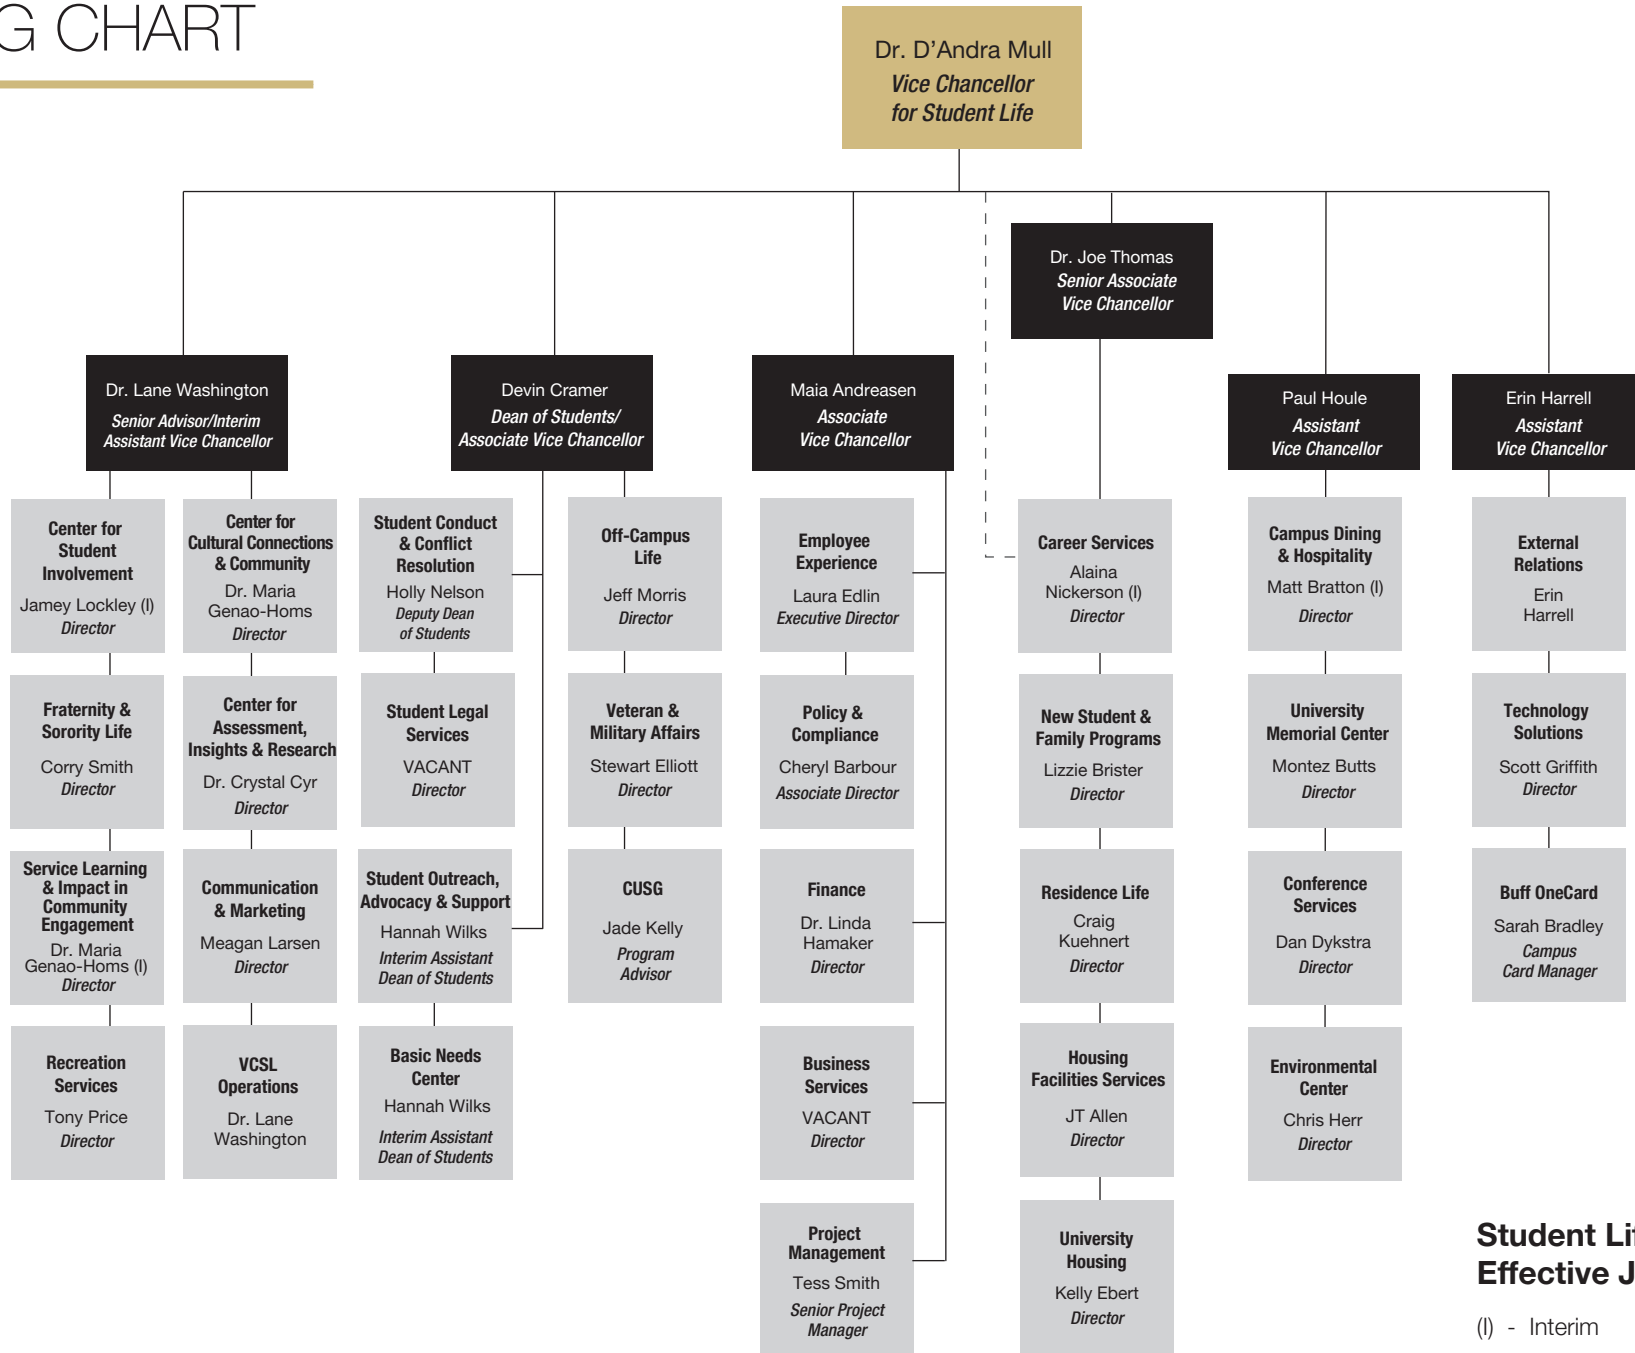 G CHART
Dr. D’Andra Mull
Vice Chancellor
for Student Life
Dr. Joe Thomas
Senior Associate
Vice Chancellor
Dr. Lane Washington
Senior Advisor/Interim
Assistant Vice Chancellor
Devin Cramer
Dean of Students/
Associate Vice Chancellor
Maia Andreasen
Associate
Vice Chancellor
Paul Houle
Assistant
Vice Chancellor
Erin Harrell
Assistant
Vice Chancellor
Center for
Student
Involvement
Jamey Lockley (I)
Director
Center for
Cultural Connections
& Community
Dr. Maria
Genao-Homs
Director
Student Conduct
& Conflict
Resolution
Holly Nelson
Deputy Dean
of Students
Off-Campus
Life
Jeff Morris
Director
Employee
Experience
Laura Edlin
Executive Director
Career Services
Alaina
Nickerson (I)
Director
Campus Dining
& Hospitality
Matt Bratton (I)
Director
External
Relations
Erin
Harrell
Fraternity &
Sorority Life
Corry Smith
Director
Center for
Assessment,
Insights & Research
Dr. Crystal Cyr
Director
Student Legal
Services
VACANT
Director
Veteran &
Military Affairs
Stewart Elliott
Director
Policy &
Compliance
Cheryl Barbour
Associate Director
New Student &
Family Programs
Lizzie Brister
Director
University
Memorial Center
Montez Butts
Director
Technology
Solutions
Scott Griffith
Director
Service Learning
& Impact in
Community
Engagement
Dr. Maria
Genao-Homs (I)
Director
Communication
& Marketing
Meagan Larsen
Director
Student Outreach,
Advocacy & Support
Hannah Wilks
Interim Assistant
Dean of Students
CUSG
Jade Kelly
Program
Advisor
Finance
Dr. Linda
Hamaker
Director
Residence Life
Craig
Kuehnert
Director
Conference
Services
Dan Dykstra
Director
Buff OneCard
Sarah Bradley
Campus
Card Manager
Recreation
Services
Tony Price
Director
VCSL
Operations
Dr. Lane
Washington
Basic Needs
Center
Hannah Wilks
Interim Assistant
Dean of Students
Business
Services
VACANT
Director
Housing
Facilities Services
JT Allen
Director
Environmental
Center
Chris Herr
Director
Project
Management
Tess Smith
Senior Project
Manager
University
Housing
Kelly Ebert
Director
Student Li
Effective J
(I) - Interim